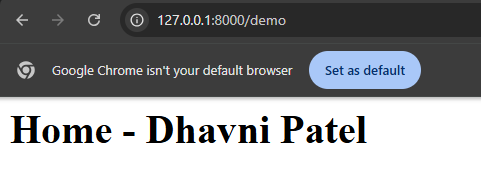 127.0.0.1:8000/demo
Google Chrome isn't your default browser Set as default
Home - Dhavni Patel